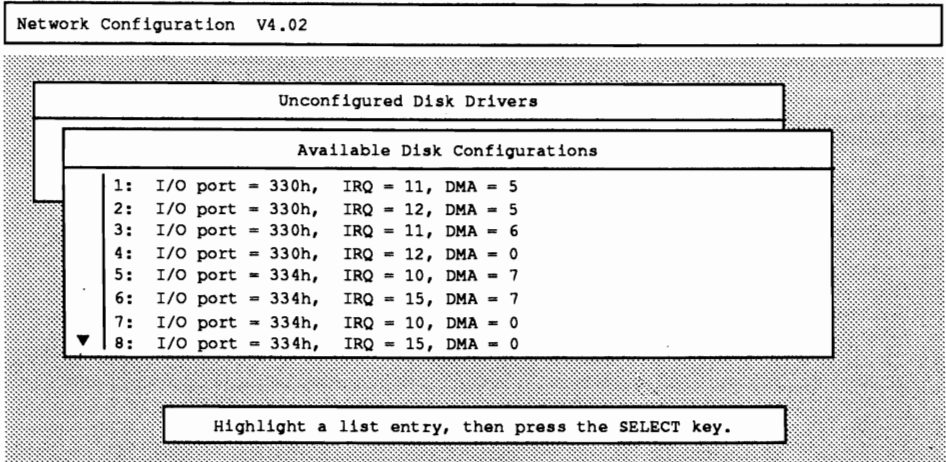 Network Configuration  V4.02
Unconfigured Disk Drivers
Available Disk Configurations
1:  I/O port = 330h,  IRQ = 11, DMA = 5
2:  I/O port = 330h,  IRQ = 12, DMA = 5
3:  I/O port = 330h,  IRQ = 11, DMA = 6
4:  I/O port = 330h,  IRQ = 12, DMA = 0
5:  I/O port = 334h,  IRQ = 10, DMA = 7
6:  I/O port = 334h,  IRQ = 15, DMA = 7
7:  I/O port = 334h,  IRQ = 10, DMA = 0
8:  I/O port = 334h,  IRQ = 15, DMA = 0
Highlight a list entry, then press the SELECT key.